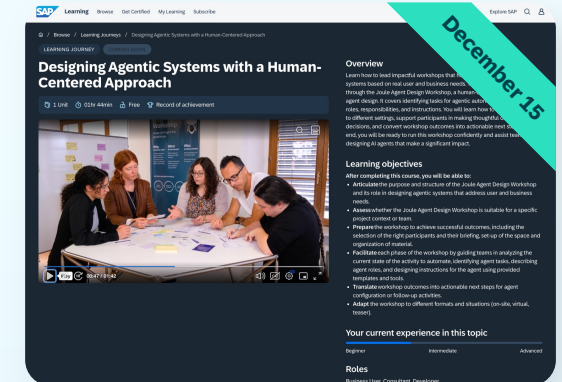 SAP Learning Browse Get Certified My Learning Subscribe Explore SAP
/ Browse / Learning Journeys / Designing Agentic Systems with a Human-Centered Approach
LEARNING JOURNEY COMING SOON
Designing Agentic Systems with a Human-
Centered Approach
1 Unit 01hr 44min Free Record of achievement
Play 00:47 / 01:42
December 15
Overview
Learn how to lead impactful workshops that
systems based on real user and business needs.
through the Joule Agent Design Workshop, a human-
agent design. It covers identifying tasks for agentic
roles, responsibilities, and instructions. You will learn how to
to different settings, support participants in making thoughtful
decisions, and convert workshop outcomes into actionable next
end, you will be ready to run this workshop confidently and assist
designing AI agents that make a significant impact.
Learning objectives
After completing this course, you will be able to:
• Articulate the purpose and structure of the Joule Agent Design Workshop
and its role in designing agentic systems that address user and business
needs.
• Assess whether the Joule Agent Design Workshop is suitable for a specific
project context or team.
• Prepare the workshop to achieve successful outcomes, including the
selection of the right participants and their briefing, set-up of the space and
organization of material.
• Facilitate each phase of the workshop by guiding teams in analyzing the
current state of the activity to automate, identifying agent tasks, describing
agent roles, and designing instructions for the agent using provided
templates and tools.
• Translate workshop outcomes into actionable next steps for agent
configuration or follow-up activities.
• Adapt the workshop to different formats and situations (on-site, virtual,
teaser).
Your current experience in this topic
Beginner Intermediate Advanced
Roles
Business User, Consultant, Developer